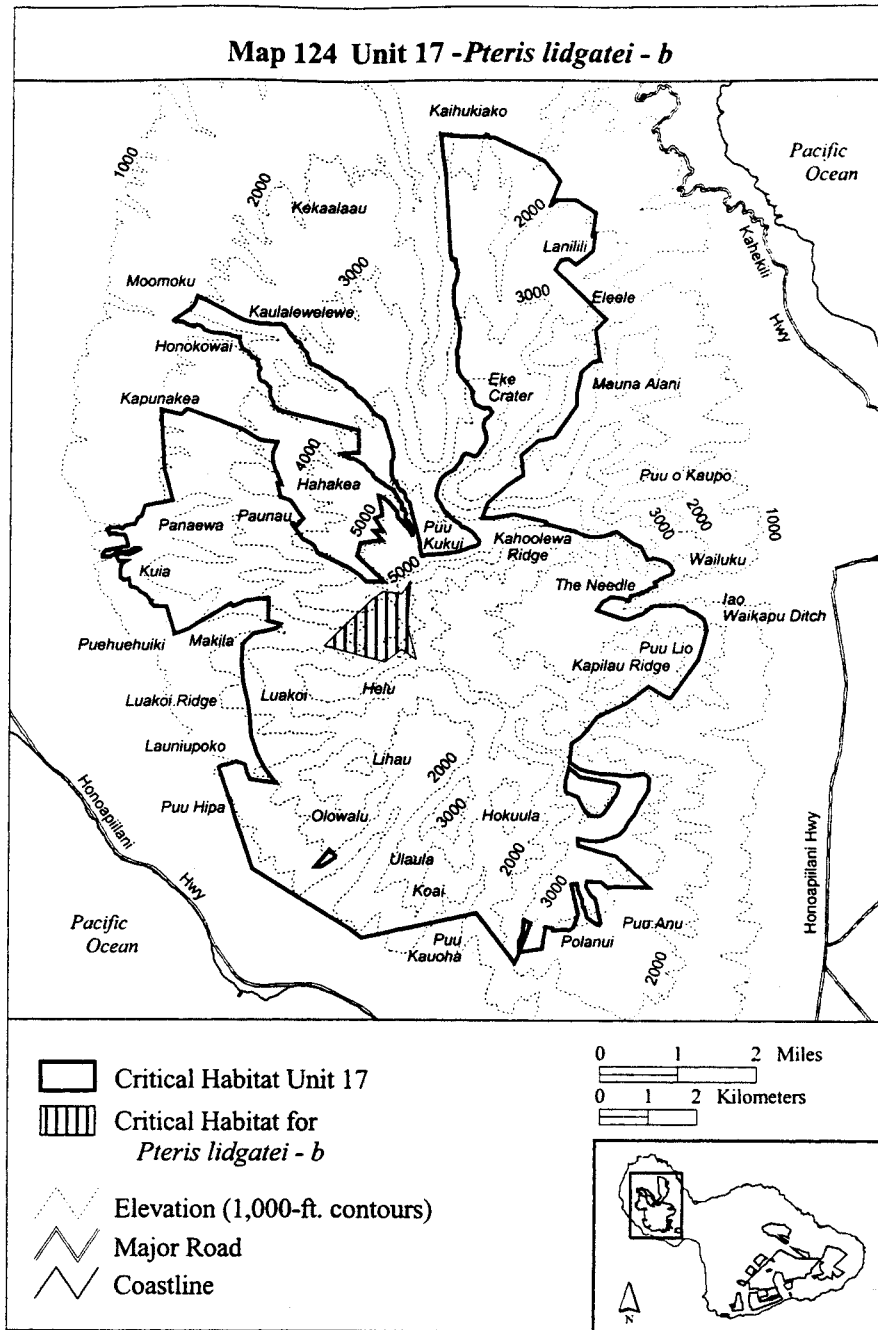 Map 124 Unit 17 -Pteris lidgatei - b
Kaihukiako
Pacific
Ocean
1000
2000
Kekaalaau
2000
Lanilili
Kahekili
Hwy
3000
3000
Eleele
Moomoku
Kaulalewelewe
Honokowai
Eke
Crater
Mauna Alani
Kapunakea
4000
Hahakea
Puu o Kaupo
3000
2000
1000
Panaewa
Paunau
5000
Puu
Kukui
Kahoolewa
Ridge
Wailuku
Kuia
5000
The Needle
Iao
Waikapu Ditch
Puehuehuiki
Makila
Puu Lio
Kapilau Ridge
Luakoi Ridge
Luakoi
Helu
Launiupoko
Lihau
2000
Honoapiilani
Hwy
Puu Hipa
Olowalu
3000
Hokuula
Ulaula
2000
Koai
3000
Honoapiilani Hwy
Pacific
Ocean
Puu
Kauoha
Polanui
Puu Anu
2000
Critical Habitat Unit 17
Critical Habitat for
Pteris lidgatei - b
Elevation (1,000-ft. contours)
Major Road
Coastline
0 1 2 Miles
0 1 2 Kilometers
N